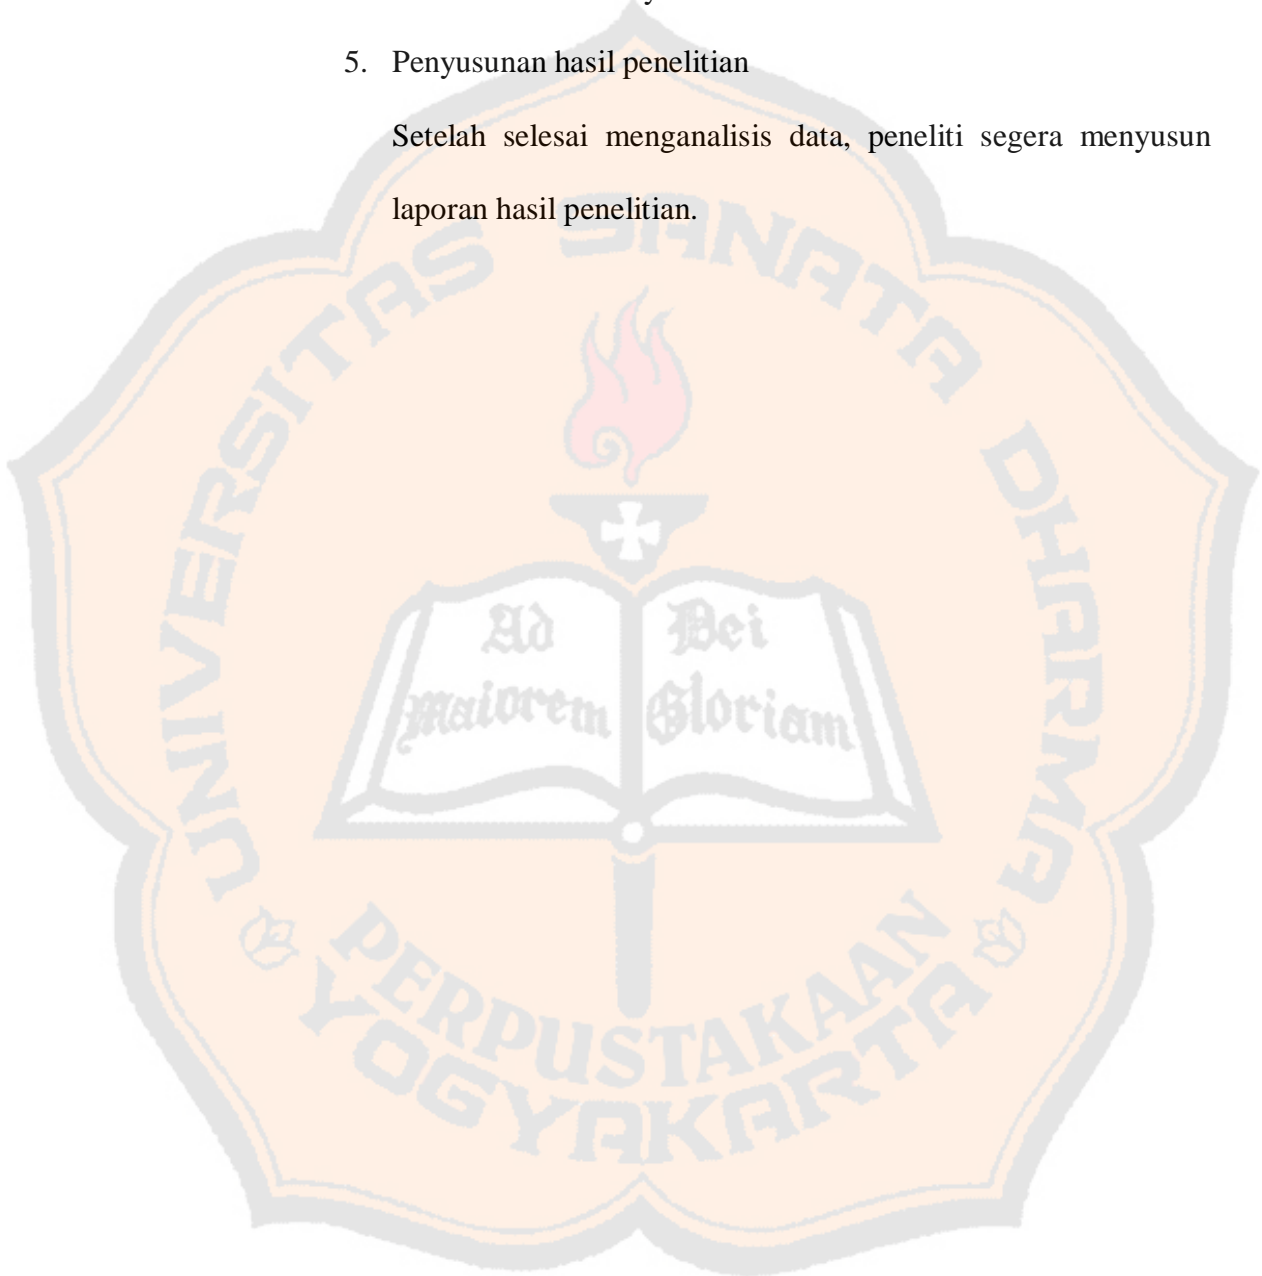 5. Penyusunan hasil penelitian
Setelah selesai menganalisis data, peneliti segera menyusun
laporan hasil penelitian.
UNIVERSITAS SANATA DHARMA
Ad
Maiorem
Dei
Gloriam
PERPUSTAKAAN
YOGYAKARTA